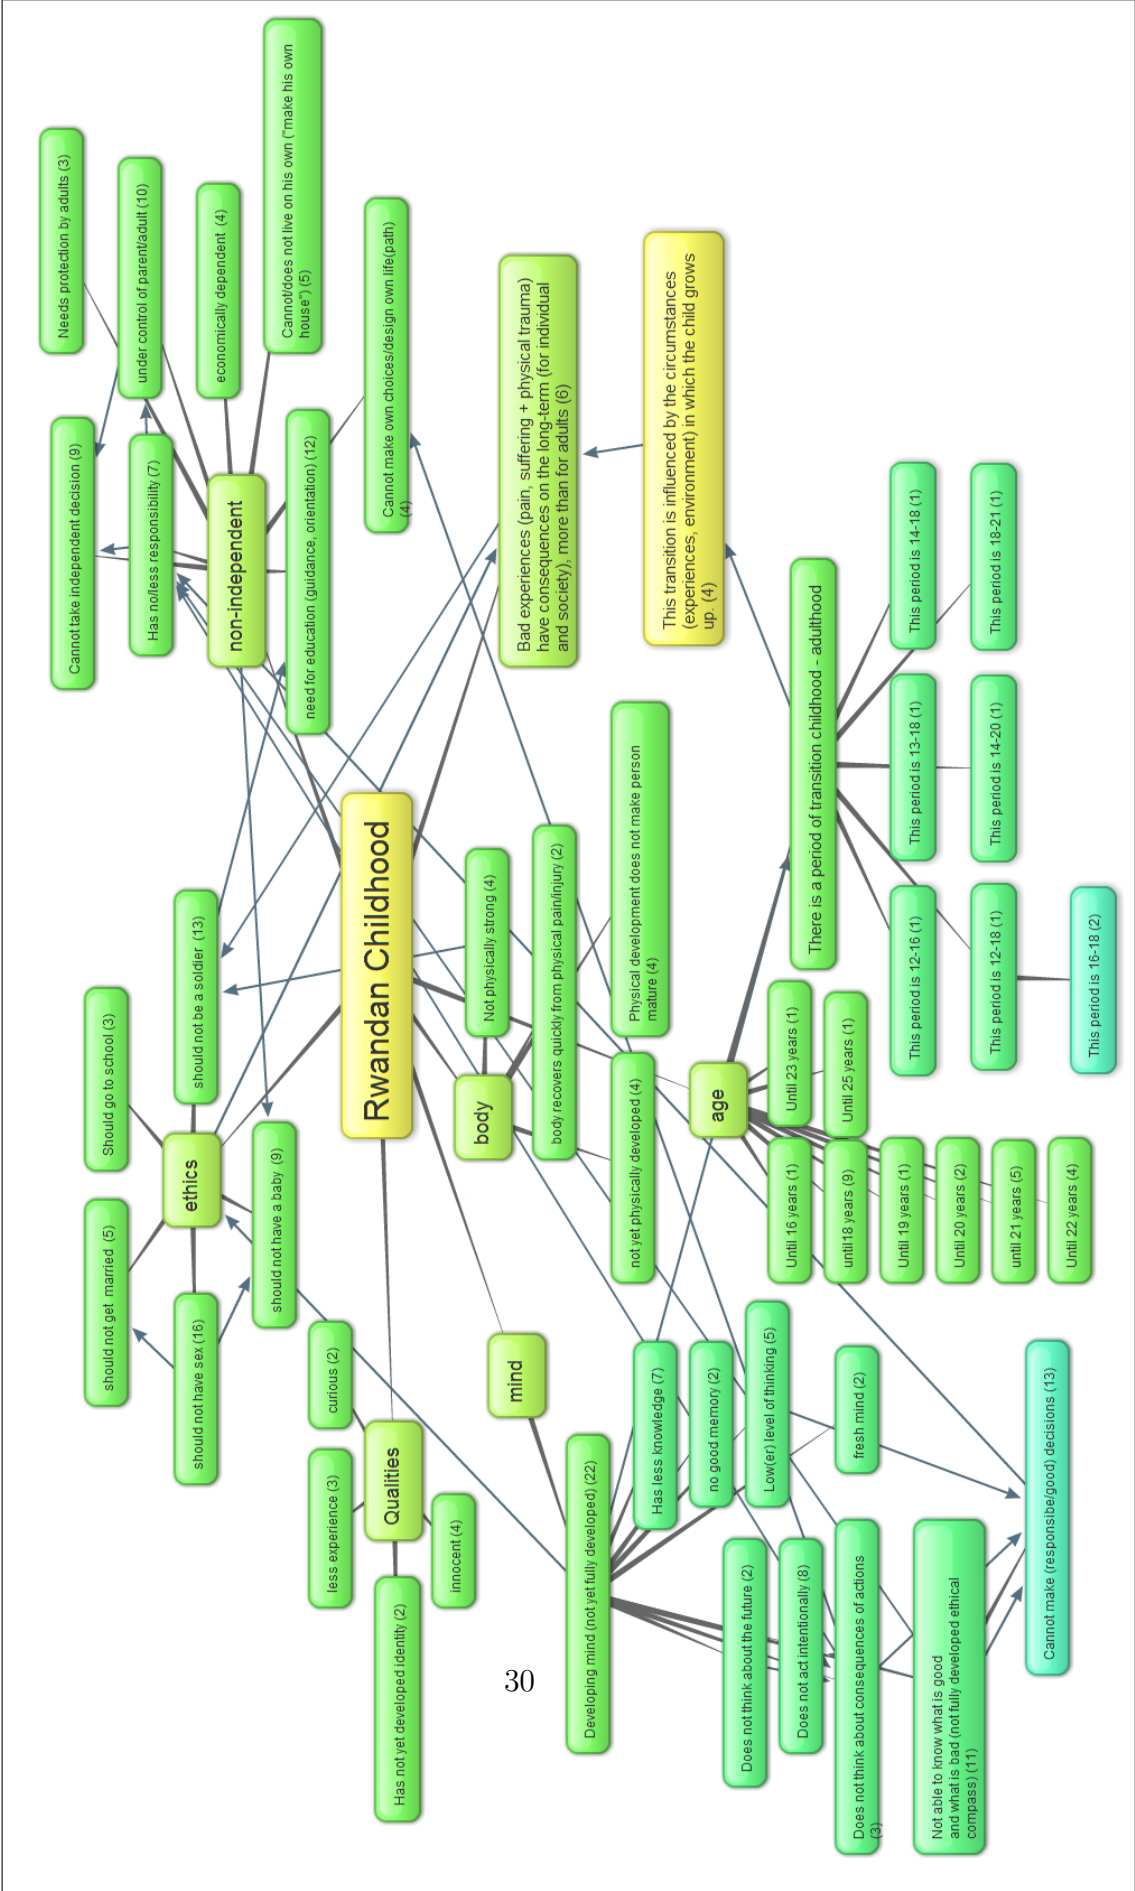 Rwandan Childhood
non-independent
Needs protection by adults (3)
under control of parent/adult (10)
economically dependent  (4)
Cannot/does not live on his own ("make his own
house") (5)
Cannot take independent decision (9)
Has no/less responsibility (7)
need for education (guidance, orientation) (12)
Cannot make own choices/design own life(path)
(4)
Bad experiences (pain, suffering + physical trauma)
have consequences on the long-term (for individual
and society), more than for adults (6)
This transition is influenced by the circumstances
(experiences, environment) in which the child grows
up. (4)
ethics
Should go to school (3)
should not be a soldier  (13)
should not get  married (5)
should not have sex (16)
should not have a baby  (9)
Qualities
curious (2)
less experience (3)
Has not yet developed identity (2)
innocent (4)
body
Not physically strong (4)
body recovers quickly from physical pain/injury (2)
Physical development does not make person
mature (4)
not yet physically developed (4)
mind
Developing mind (not yet fully developed) (22)
Has less knowledge (7)
no good memory (2)
Low(er) level of thinking (5)
fresh mind (2)
Does not think about the future (2)
Does not act intentionally (8)
Does not think about consequences of actions
(3)
Not able to know what is good
and what is bad (not fully developed ethical
compass) (11)
Cannot make (responsibe/good) decisions (13)
age
Until 16 years (1)
until18 years (9)
Until 19 years (1)
Until 20 years (2)
until 21 years (5)
Until 22 years (4)
Until 23 years (1)
Until 25 years (1)
There is a period of transition childhood - adulthood
This period is 12-16 (1)
This period is 13-18 (1)
This period is 14-18 (1)
This period is 12-18 (1)
This period is 14-20 (1)
This period is 18-21 (1)
This period is 16-18 (2)
30